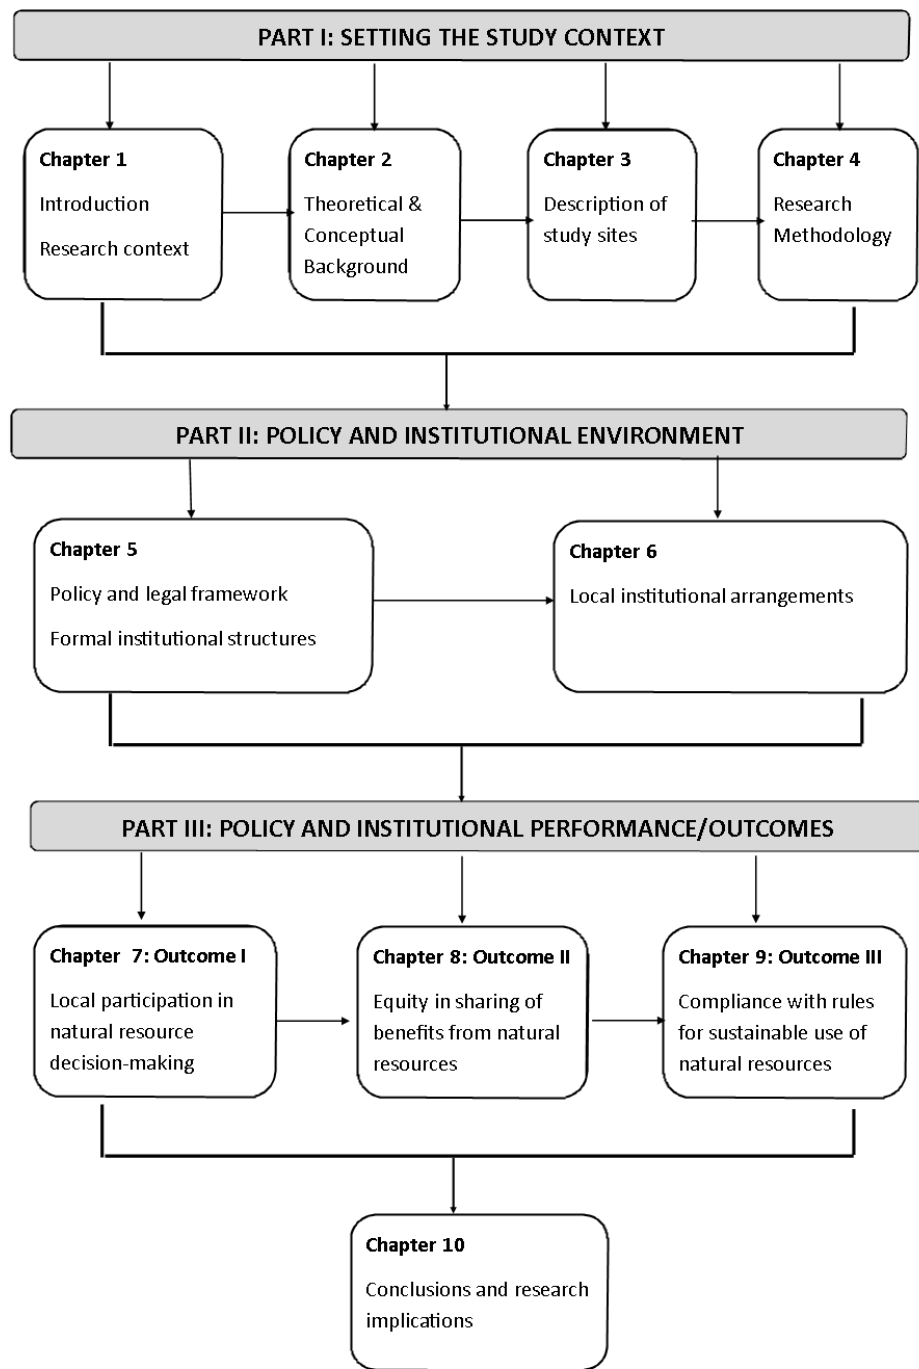 PART I: SETTING THE STUDY CONTEXT
Chapter 1
Introduction
Research context
Chapter 2
Theoretical &
Conceptual
Background
Chapter 3
Description of
study sites
Chapter 4
Research
Methodology
PART II: POLICY AND INSTITUTIONAL ENVIRONMENT
Chapter 5
Policy and legal framework
Formal institutional structures
Chapter 6
Local institutional arrangements
PART III: POLICY AND INSTITUTIONAL PERFORMANCE/OUTCOMES
Chapter 7: Outcome I
Local participation in
natural resource
decision-making
Chapter 8: Outcome II
Equity in sharing of
benefits from natural
resources
Chapter 9: Outcome III
Compliance with rules
for sustainable use of
natural resources
Chapter 10
Conclusions and research
implications